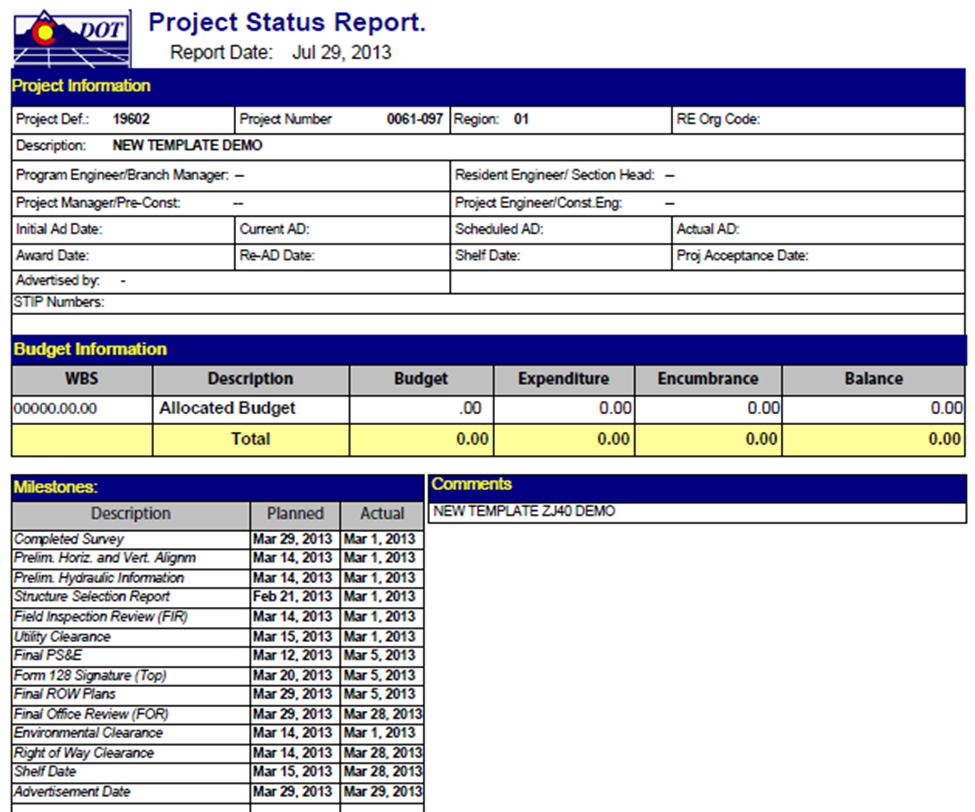 DOT
Project Status Report.
Report Date: Jul 29, 2013
Project Information
Project Def.: 19602 Project Number 0061-097 Region: 01 RE Org Code:
Description: NEW TEMPLATE DEMO
Program Engineer/Branch Manager: -- Resident Engineer/ Section Head: --
Project Manager/Pre-Const: -- Project Engineer/Const.Eng: --
Initial Ad Date: Current AD: Scheduled AD: Actual AD:
Award Date: Re-AD Date: Shelf Date: Proj Acceptance Date:
Advertised by: -
STIP Numbers:
Budget Information
WBS Description Budget Expenditure Encumbrance Balance
00000.00.00 Allocated Budget .00 0.00 0.00 0.00
Total 0.00 0.00 0.00 0.00
Milestones:
Description Planned Actual
Completed Survey Mar 29, 2013 Mar 1, 2013
Prelim. Horiz. and Vert. Alignm Mar 14, 2013 Mar 1, 2013
Prelim. Hydraulic Information Mar 14, 2013 Mar 1, 2013
Structure Selection Report Feb 21, 2013 Mar 1, 2013
Field Inspection Review (FIR) Mar 14, 2013 Mar 1, 2013
Utility Clearance Mar 15, 2013 Mar 1, 2013
Final PS&E Mar 12, 2013 Mar 5, 2013
Form 128 Signature (Top) Mar 20, 2013 Mar 5, 2013
Final ROW Plans Mar 29, 2013 Mar 5, 2013
Final Office Review (FOR) Mar 29, 2013 Mar 28, 2013
Environmental Clearance Mar 14, 2013 Mar 1, 2013
Right of Way Clearance Mar 14, 2013 Mar 28, 2013
Shelf Date Mar 15, 2013 Mar 28, 2013
Advertisement Date Mar 29, 2013 Mar 29, 2013
Comments
NEW TEMPLATE ZJ40 DEMO